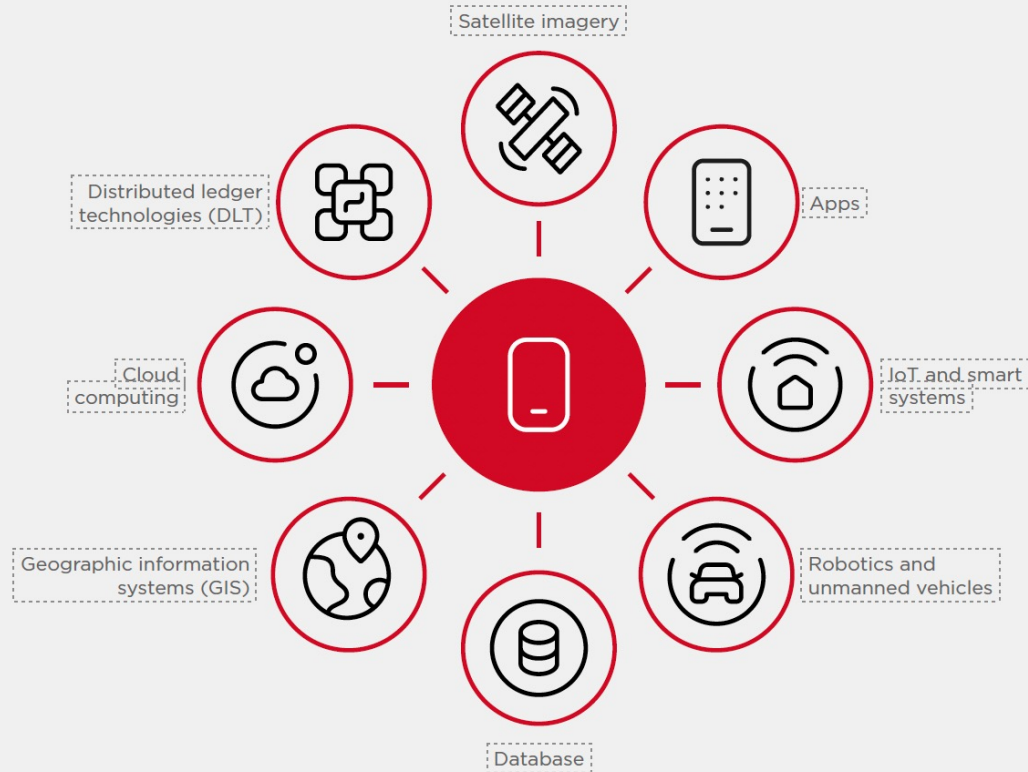 Satellite imagery
Distributed ledger
technologies (DLT)
Apps
Cloud
computing
IoT and smart
systems
Geographic information
systems (GIS)
Robotics and
unmanned vehicles
Database